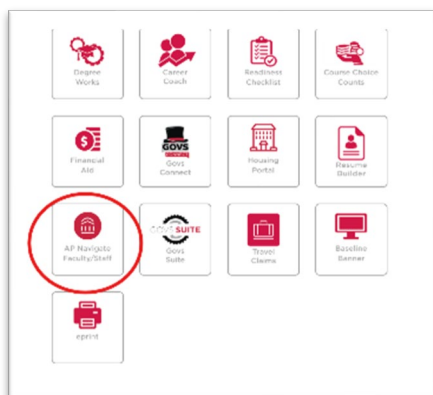 Degree
Works
Career
Coach
Readiness
Checklist
Course Choice
Counts
Financial
Aid
GOVS
Govs
Connect
Housing
Portal
Resume
Builder
AP Navigate
Faculty/Staff
GOVS SUITE
Govs
Suite
Travel
Claims
Baseline
Banner
eprint